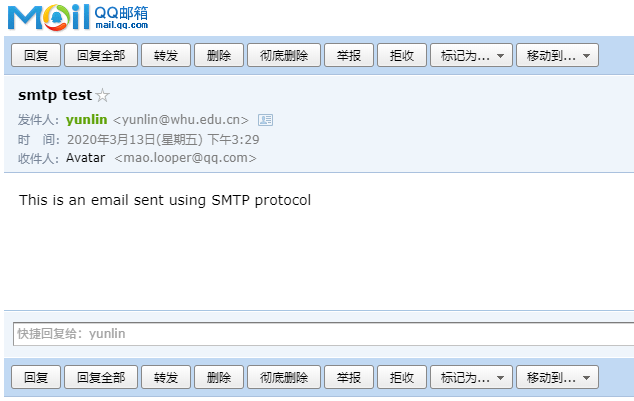 Mail QQ邮箱
mail.qq.com
回复 回复全部 转发 删除 彻底删除 举报 拒收 标记为... 移动到...
smtp test☆
发件人：yunlin <yunlin@whu.edu.cn>
时 间：2020年3月13日(星期五) 下午3:29
收件人：Avatar <mao.looper@qq.com>
This is an email sent using SMTP protocol
快捷回复给：yunlin
回复 回复全部 转发 删除 彻底删除 举报 拒收 标记为... 移动到...